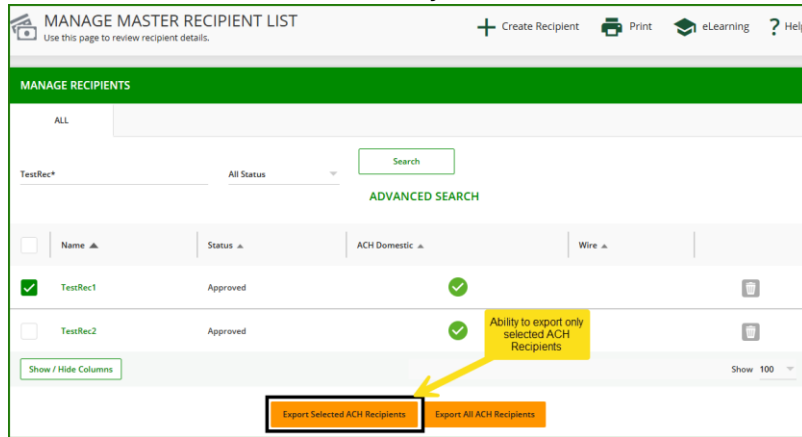 MANAGE MASTER RECIPIENT LIST
Use this page to review recipient details.
Create Recipient
Print
eLearning
? Help
MANAGE RECIPIENTS
ALL
TestRec*
All Status
Search
ADVANCED SEARCH
Name
Status
ACH Domestic
Wire
TestRec1
Approved
TestRec2
Approved
Ability to export only
selected ACH
Recipients
Show / Hide Columns
Show 100
Export Selected ACH Recipients
Export All ACH Recipients